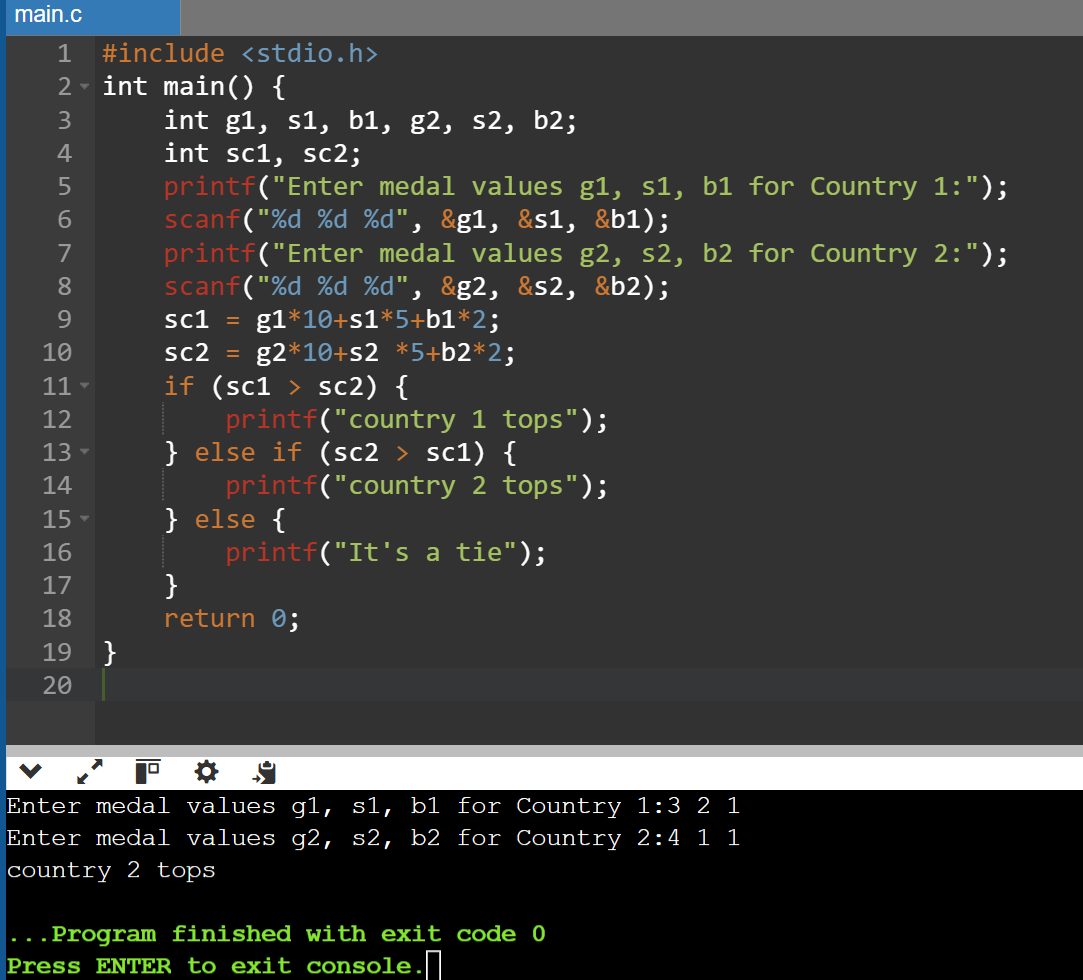 main.c
1 #include <stdio.h>
2 int main() {
3     int g1, s1, b1, g2, s2, b2;
4     int sc1, sc2;
5     printf("Enter medal values g1, s1, b1 for Country 1:");
6     scanf("%d %d %d", &g1, &s1, &b1);
7     printf("Enter medal values g2, s2, b2 for Country 2:");
8     scanf("%d %d %d", &g2, &s2, &b2);
9     sc1 = g1*10+s1*5+b1*2;
10     sc2 = g2*10+s2 *5+b2*2;
11     if (sc1 > sc2) {
12         printf("country 1 tops");
13     } else if (sc2 > sc1) {
14         printf("country 2 tops");
15     } else {
16         printf("It's a tie");
17     }
18     return 0;
19 }
20
Enter medal values g1, s1, b1 for Country 1:3 2 1
Enter medal values g2, s2, b2 for Country 2:4 1 1
country 2 tops
...Program finished with exit code 0
Press ENTER to exit console.